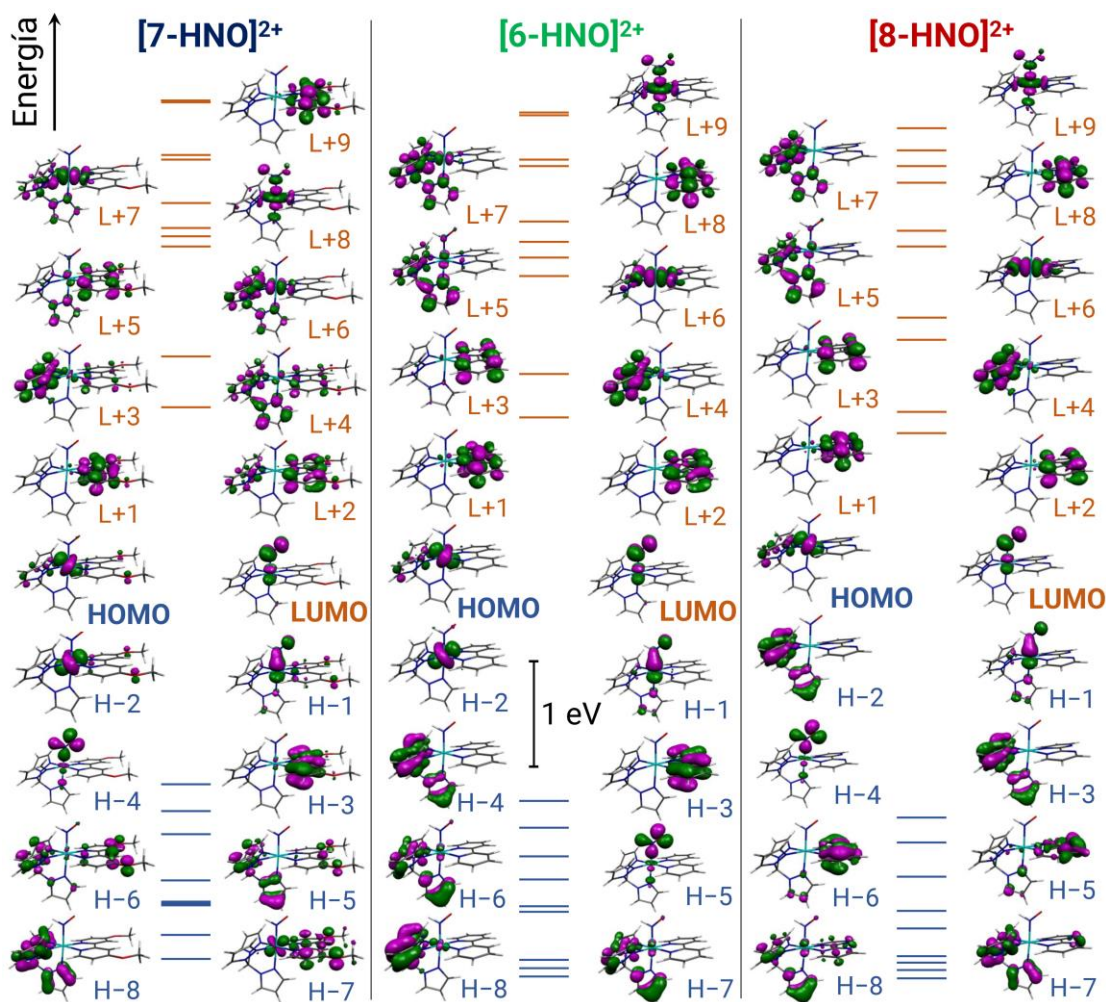 Energía
[7-HNO]²⁺
[6-HNO]²⁺
[8-HNO]²⁺
L+9
L+7
L+8
L+5
L+6
L+3
L+4
L+1
L+2
HOMO
LUMO
H−2
H−1
H−4
H−3
H−6
H−5
H−8
H−7
L+9
L+7
L+8
L+5
L+6
L+3
L+4
L+1
L+2
HOMO
LUMO
H−2
H−1
1 eV
H−4
H−3
H−6
H−5
H−8
H−7
L+9
L+7
L+8
L+5
L+6
L+3
L+4
L+1
L+2
HOMO
LUMO
H−2
H−1
H−4
H−3
H−6
H−5
H−8
H−7